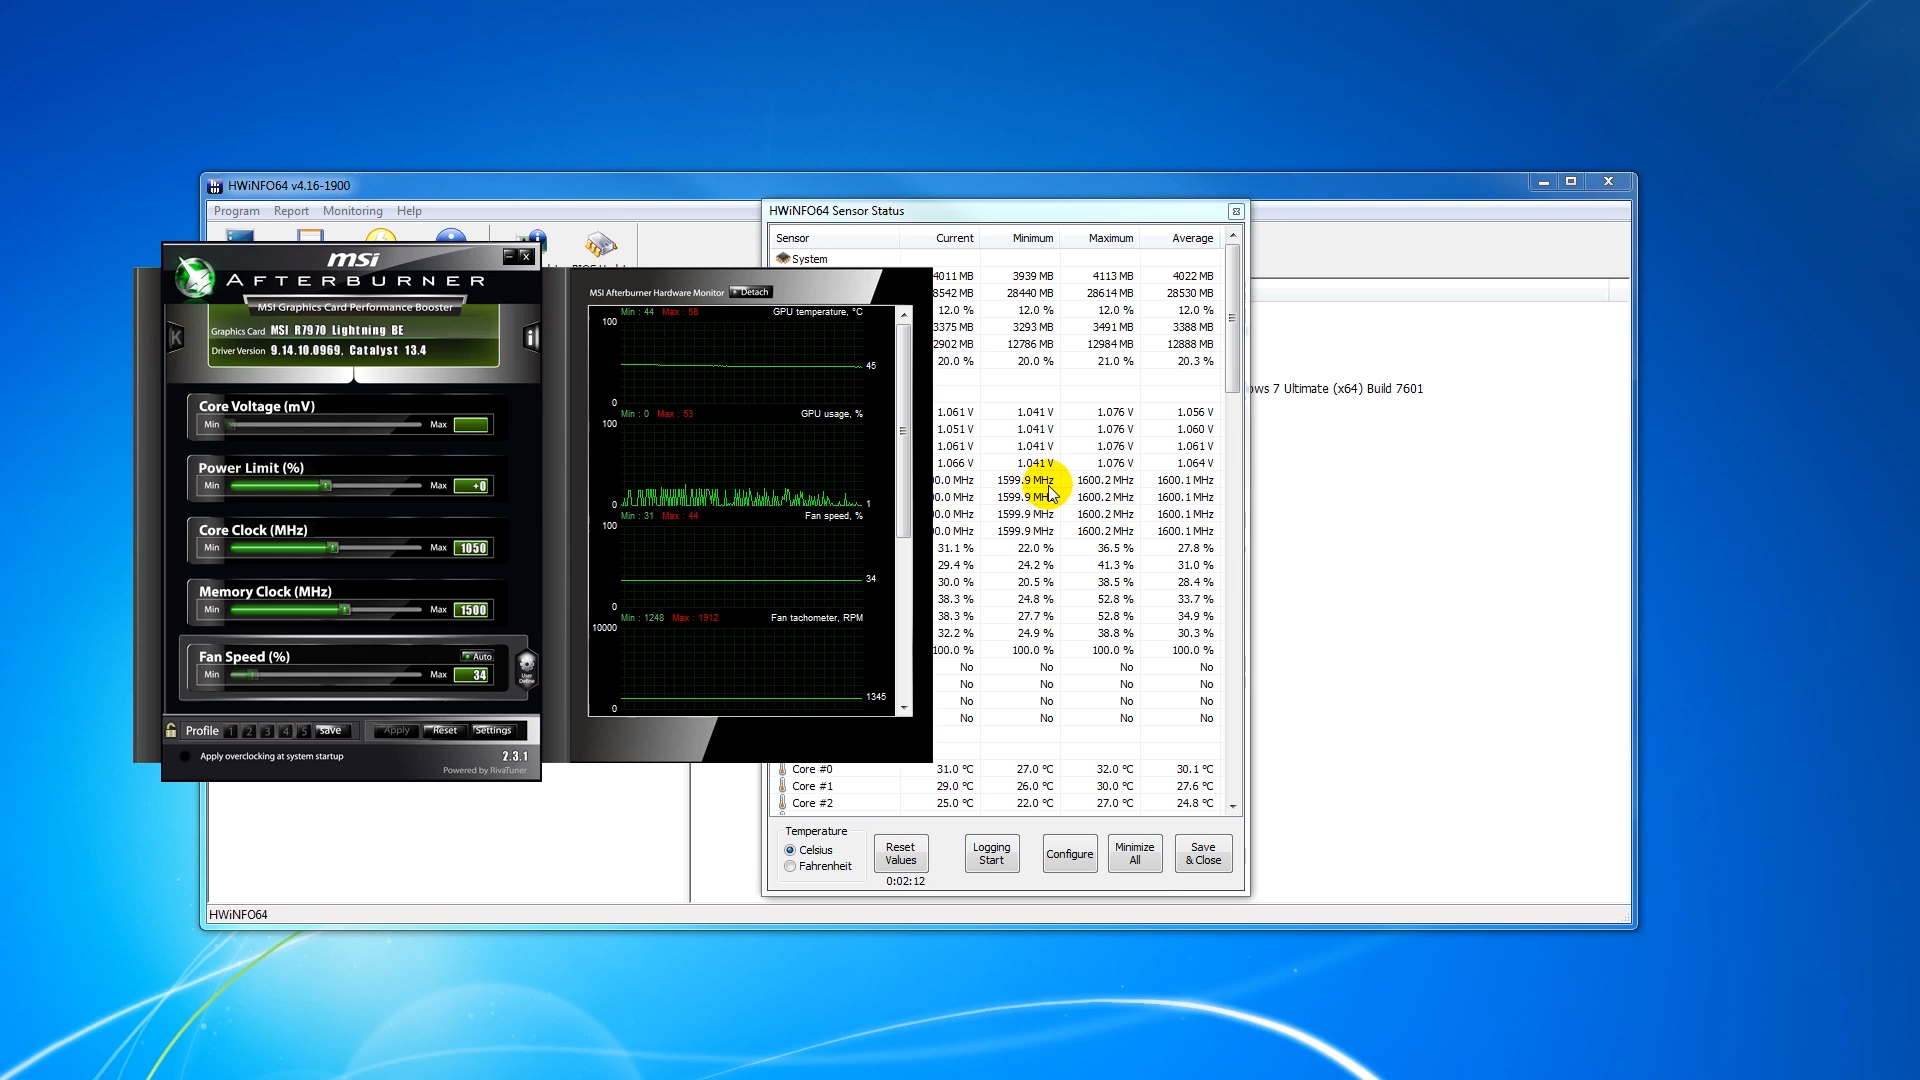 HWiNFO64 v4.16-1900
Program Report Monitoring Help
msi
AFTERBURNER
MSI Graphics Card Performance Booster
Graphics Card MSI R7970 Lightning BE
Driver Version 9.14.10.0969, Catalyst 13.4
K
i
Core Voltage (mV)
Min Max
Power Limit (%)
Min Max +0
Core Clock (MHz)
Min Max 1050
Memory Clock (MHz)
Min Max 1500
Fan Speed (%) Auto
Min Max 34
User Define
Profile 1 2 3 4 5 save Apply Reset Settings
Apply overclocking at system startup 2.3.1
Powered by RivaTuner
MSI Afterburner Hardware Monitor Detach
Min : 44 Max : 58 GPU temperature, °C
100
45
0
Min : 0 Max : 53 GPU usage, %
100
0 1
Min : 31 Max : 44 Fan speed, %
100
34
0
Min : 1248 Max : 1912 Fan tachometer, RPM
10000
1345
0
HWiNFO64 Sensor Status
Sensor Current Minimum Maximum Average
System
4011 MB 3939 MB 4113 MB 4022 MB
8542 MB 28440 MB 28614 MB 28530 MB
12.0 % 12.0 % 12.0 % 12.0 %
3375 MB 3293 MB 3491 MB 3388 MB
2902 MB 12786 MB 12984 MB 12888 MB
20.0 % 20.0 % 21.0 % 20.3 %
1.061 V 1.041 V 1.076 V 1.056 V
1.051 V 1.041 V 1.076 V 1.060 V
1.061 V 1.041 V 1.076 V 1.061 V
1.066 V 1.041 V 1.076 V 1.064 V
0.0 MHz 1599.9 MHz 1600.2 MHz 1600.1 MHz
0.0 MHz 1599.9 MHz 1600.2 MHz 1600.1 MHz
0.0 MHz 1599.9 MHz 1600.2 MHz 1600.1 MHz
0.0 MHz 1599.9 MHz 1600.2 MHz 1600.1 MHz
31.1 % 22.0 % 36.5 % 27.8 %
29.4 % 24.2 % 41.3 % 31.0 %
30.0 % 20.5 % 38.5 % 28.4 %
38.3 % 24.8 % 52.8 % 33.7 %
38.3 % 27.7 % 52.8 % 34.9 %
32.2 % 24.9 % 38.8 % 30.3 %
100.0 % 100.0 % 100.0 % 100.0 %
No No No No
No No No No
No No No No
No No No No
Core #0 31.0 °C 27.0 °C 32.0 °C 30.1 °C
Core #1 29.0 °C 26.0 °C 30.0 °C 27.6 °C
Core #2 25.0 °C 22.0 °C 27.0 °C 24.8 °C
Temperature
Celsius
Fahrenheit
Reset Values
0:02:12
Logging Start
Configure
Minimize All
Save & Close
ows 7 Ultimate (x64) Build 7601
HWiNFO64